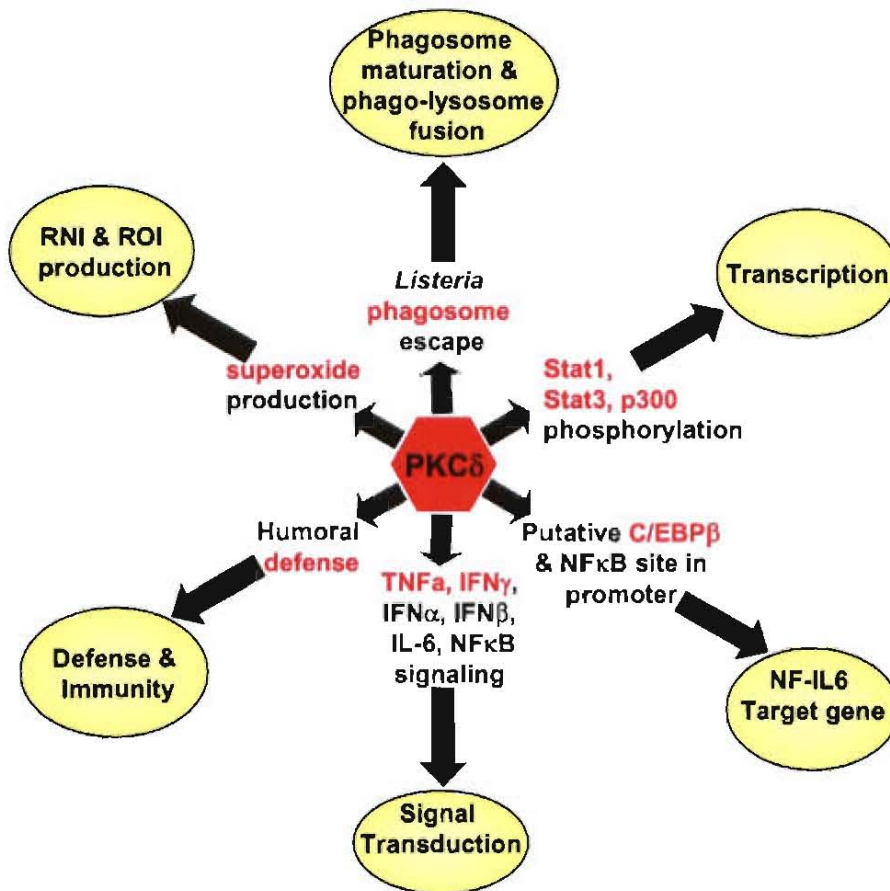 Phagosome
maturation &
phago-lysosome
fusion
RNI & ROI
production
Transcription
Listeria
phagosome
escape
superoxide
production
Stat1,
Stat3, p300
phosphorylation
PKCδ
Humoral
defense
TNFa, IFNγ,
IFNα, IFNβ,
IL-6, NFκB
signaling
Putative C/EBPβ
& NFκB site in
promoter
Defense &
Immunity
NF-IL6
Target gene
Signal
Transduction